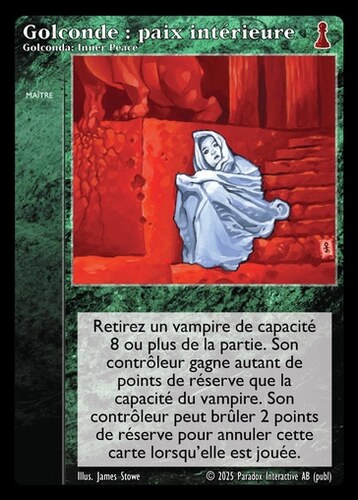 Golconde : paix intérieure
Golconda: Inner Peace
MAÎTRE
Retirez un vampire de capacité
8 ou plus de la partie. Son
contrôleur gagne autant de
points de réserve que la
capacité du vampire. Son
contrôleur peut brûler 2 points
de réserve pour annuler cette
carte lorsqu'elle est jouée.
Illus. James Stowe © 2025 Paradox Interactive AB (publ)